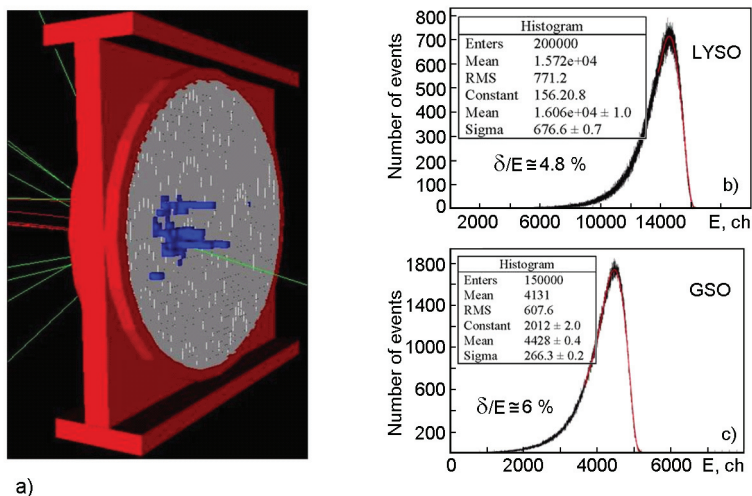 a)
800
700
600
500
400
300
200
100
0
Number of events
Histogram
Enters 200000
Mean 1.572e+04
RMS 771.2
Constant 156.20.8
Mean 1.606e+04 ± 1.0
Sigma 676.6 ± 0.7
LYSO
δ/E≅4.8 %
b)
2000 6000 10000 14000 E, ch
1800
1400
1000
600
200
Number of events
Histogram
Enters 150000
Mean 4131
RMS 607.6
Constant 2012 ± 2.0
Mean 4428 ± 0.4
Sigma 266.3 ± 0.2
GSO
δ/E≅6 %
c)
0 2000 4000 6000 E, ch